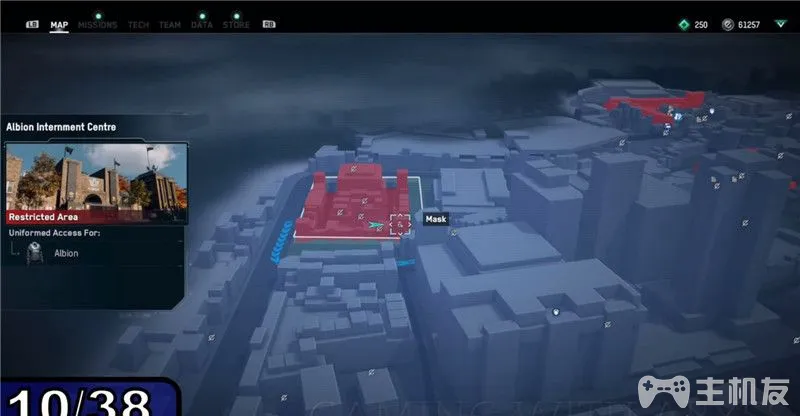 LB MAP MISSIONS TECH TEAM DATA STORE RB 250 61257
Albion Internment Centre
Restricted Area
Uniformed Access For:
Albion
Mask
10/38
主机友